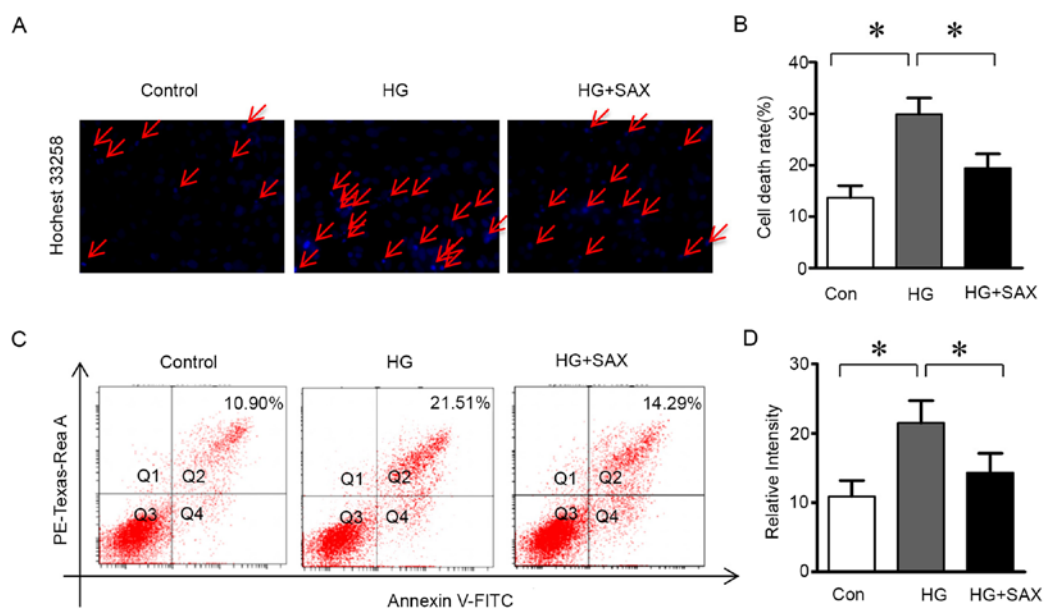 A
Control
HG
HG+SAX
Hochest 33258
B
*
*
Cell death rate(%)
40
30
20
10
0
Con
HG
HG+SAX
C
Control
HG
HG+SAX
PE-Texas-Rea A
10.90%
Q1
Q2
Q3
Q4
21.51%
Q1
Q2
Q3
Q4
14.29%
Q1
Q2
Q3
Q4
Annexin V-FITC
D
*
*
Relative Intensity
30
20
10
0
Con
HG
HG+SAX